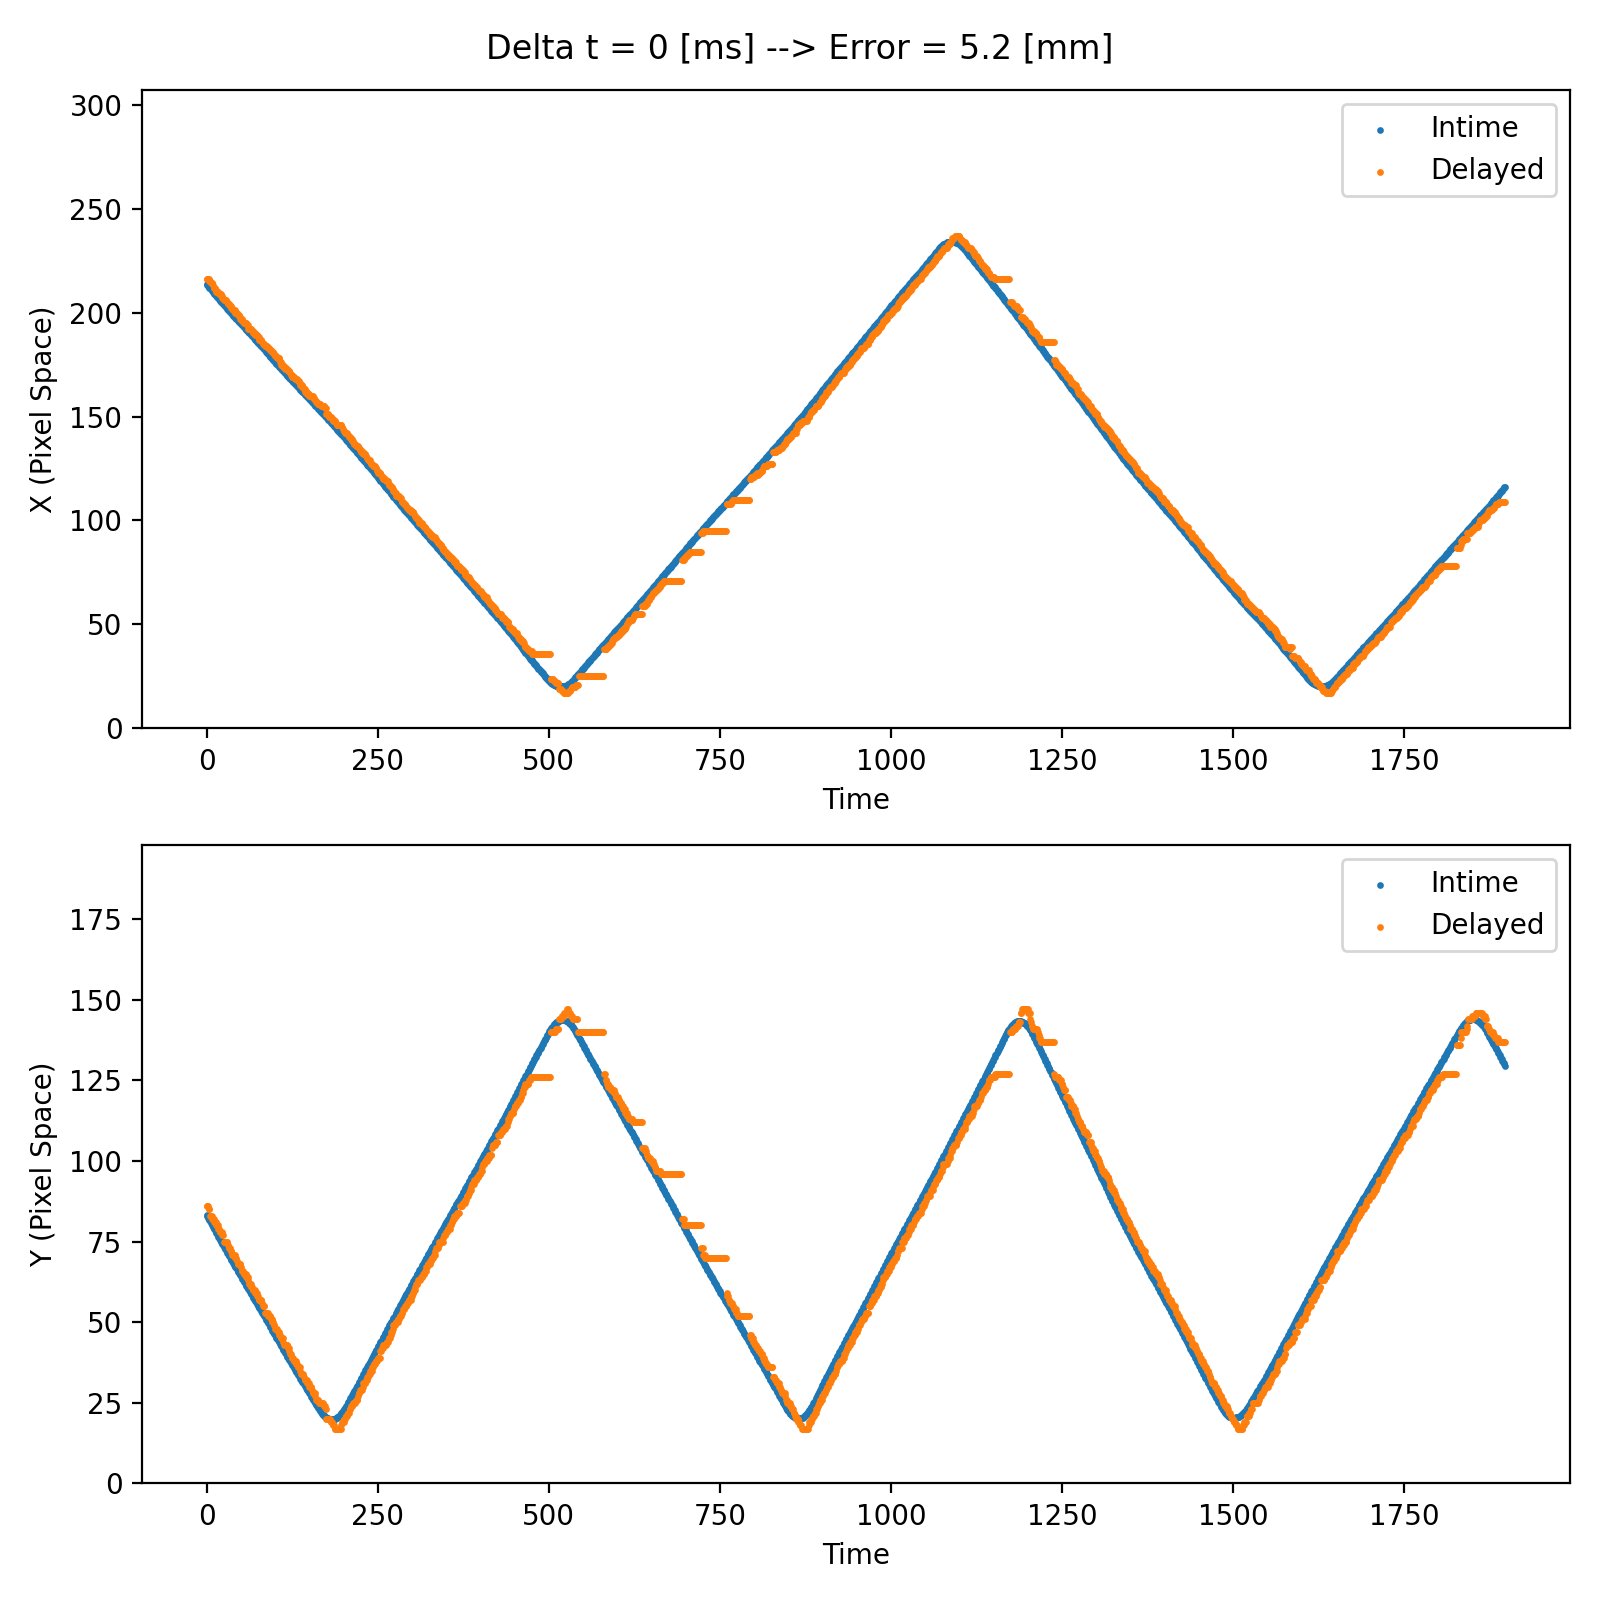 Delta t = 0 [ms] --> Error = 5.2 [mm]
300
250
200
150
100
50
0
X (Pixel Space)
Intime
Delayed
0 250 500 750 1000 1250 1500 1750
Time
175
150
125
100
75
50
25
0
Y (Pixel Space)
Intime
Delayed
0 250 500 750 1000 1250 1500 1750
Time